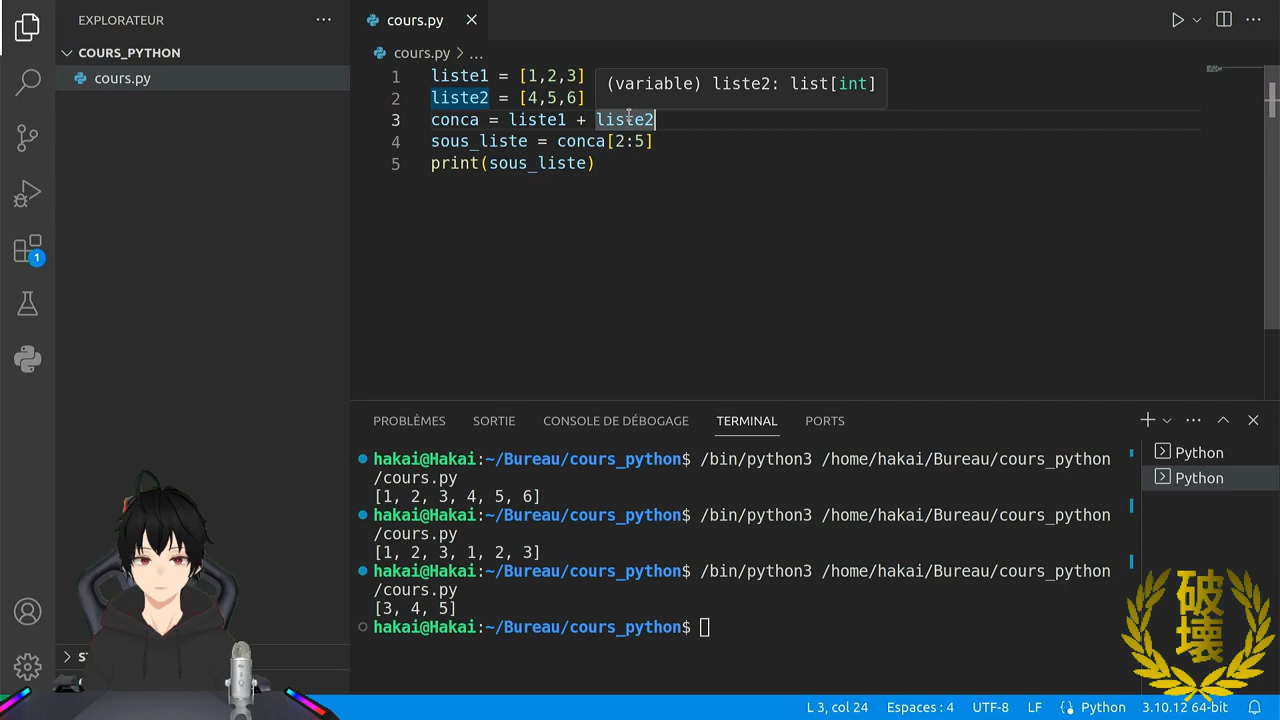 EXPLORATEUR
COURS_PYTHON
cours.py
cours.py
cours.py > ...
1 liste1 = [1,2,3]
(variable) liste2: list[int]
2 liste2 = [4,5,6]
3 conca = liste1 + liste2
4 sous_liste = conca[2:5]
5 print(sous_liste)
PROBLÈMES SORTIE CONSOLE DE DÉBOGAGE TERMINAL PORTS
hakai@Hakai:~/Bureau/cours_python$ /bin/python3 /home/hakai/Bureau/cours_python
/cours.py
[1, 2, 3, 4, 5, 6]
hakai@Hakai:~/Bureau/cours_python$ /bin/python3 /home/hakai/Bureau/cours_python
/cours.py
[1, 2, 3, 1, 2, 3]
hakai@Hakai:~/Bureau/cours_python$ /bin/python3 /home/hakai/Bureau/cours_python
/cours.py
[3, 4, 5]
hakai@Hakai:~/Bureau/cours_python$
Python
Python
1
破
壊
L 3, col 24 Espaces : 4 UTF-8 LF Python 3.10.12 64-bit